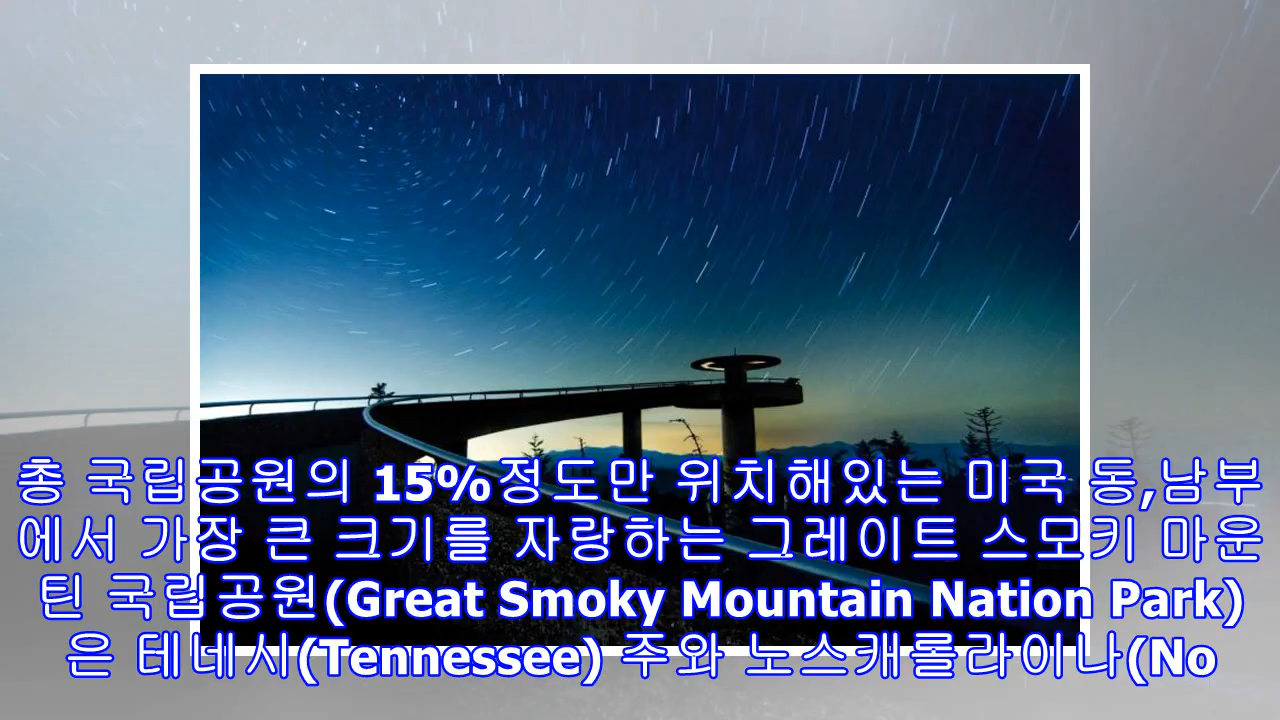 총 국립공원의 15%정도만 위치해있는 미국 동,남부
에서 가장 큰 크기를 자랑하는 그레이트 스모키 마운
틴 국립공원(Great Smoky Mountain Nation Park)
은 테네시(Tennessee) 주와 노스캐롤라이나(No